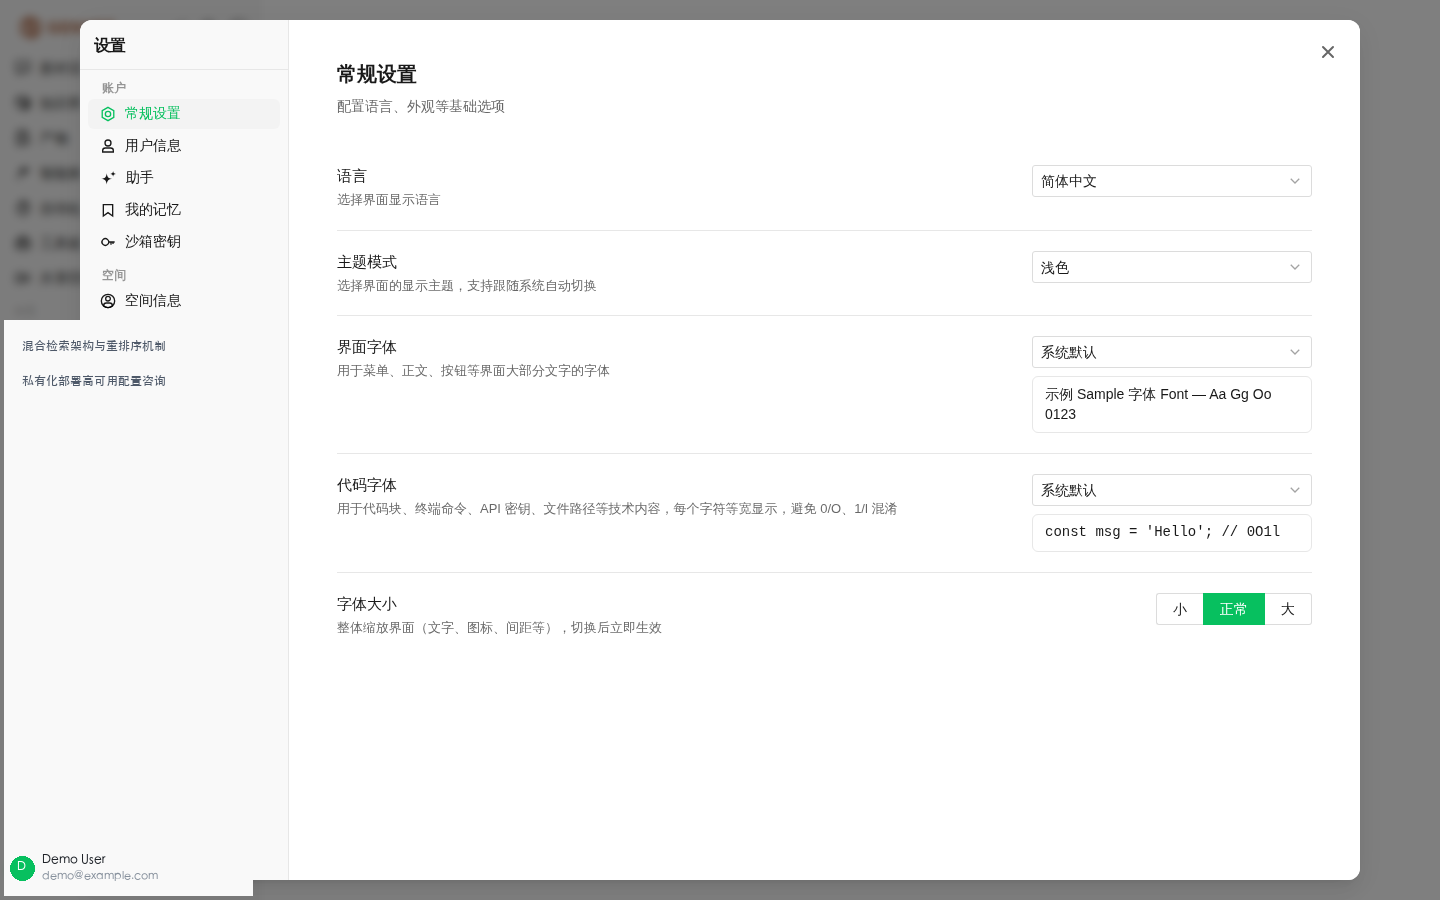 设置
账户
常规设置
用户信息
助手
我的记忆
沙箱密钥
空间
空间信息
混合检索架构与重排序机制
私有化部署高可用配置咨询
D
Demo User
demo@example.com
常规设置
配置语言、外观等基础选项
语言
选择界面显示语言
简体中文
主题模式
选择界面的显示主题，支持跟随系统自动切换
浅色
界面字体
用于菜单、正文、按钮等界面大部分文字的字体
系统默认
示例 Sample 字体 Font — Aa Gg Oo
0123
代码字体
用于代码块、终端命令、API 密钥、文件路径等技术内容，每个字符等宽显示，避免 0/O、1/l 混淆
系统默认
const msg = 'Hello'; // 0O1l
字体大小
整体缩放界面（文字、图标、间距等），切换后立即生效
小
正常
大